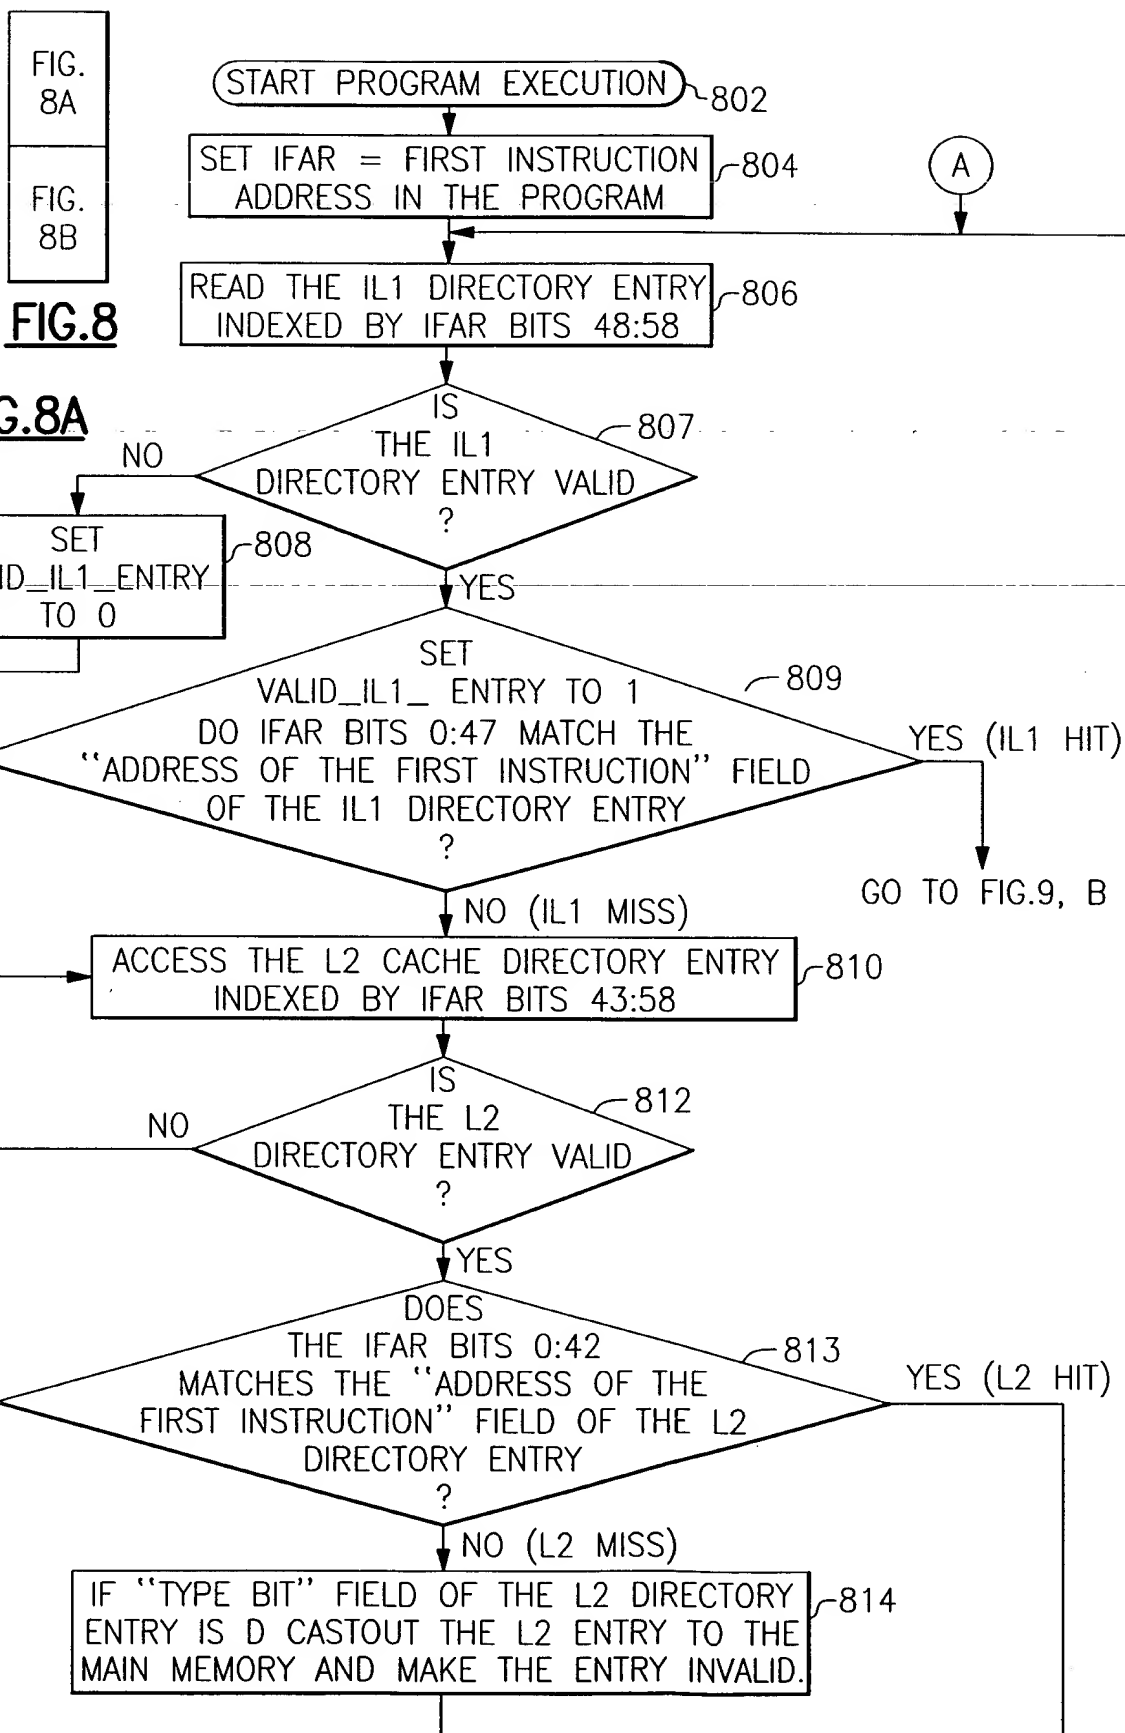 FIG.
8A
FIG.
8B
FIG.8
G.8A
START PROGRAM EXECUTION
802
SET IFAR = FIRST INSTRUCTION
ADDRESS IN THE PROGRAM
804
A
READ THE IL1 DIRECTORY ENTRY
INDEXED BY IFAR BITS 48:58
806
IS
THE IL1
DIRECTORY ENTRY VALID
?
807
NO
YES
SET
ID_IL1_ENTRY
TO 0
808
SET
VALID_IL1_ ENTRY TO 1
DO IFAR BITS 0:47 MATCH THE
“ADDRESS OF THE FIRST INSTRUCTION” FIELD
OF THE IL1 DIRECTORY ENTRY
?
809
YES (IL1 HIT)
GO TO FIG.9, B
NO (IL1 MISS)
ACCESS THE L2 CACHE DIRECTORY ENTRY
INDEXED BY IFAR BITS 43:58
810
IS
THE L2
DIRECTORY ENTRY VALID
?
812
NO
YES
DOES
THE IFAR BITS 0:42
MATCHES THE “ADDRESS OF THE
FIRST INSTRUCTION” FIELD OF THE L2
DIRECTORY ENTRY
?
813
YES (L2 HIT)
NO (L2 MISS)
IF “TYPE BIT” FIELD OF THE L2 DIRECTORY
ENTRY IS D CASTOUT THE L2 ENTRY TO THE
MAIN MEMORY AND MAKE THE ENTRY INVALID.
814